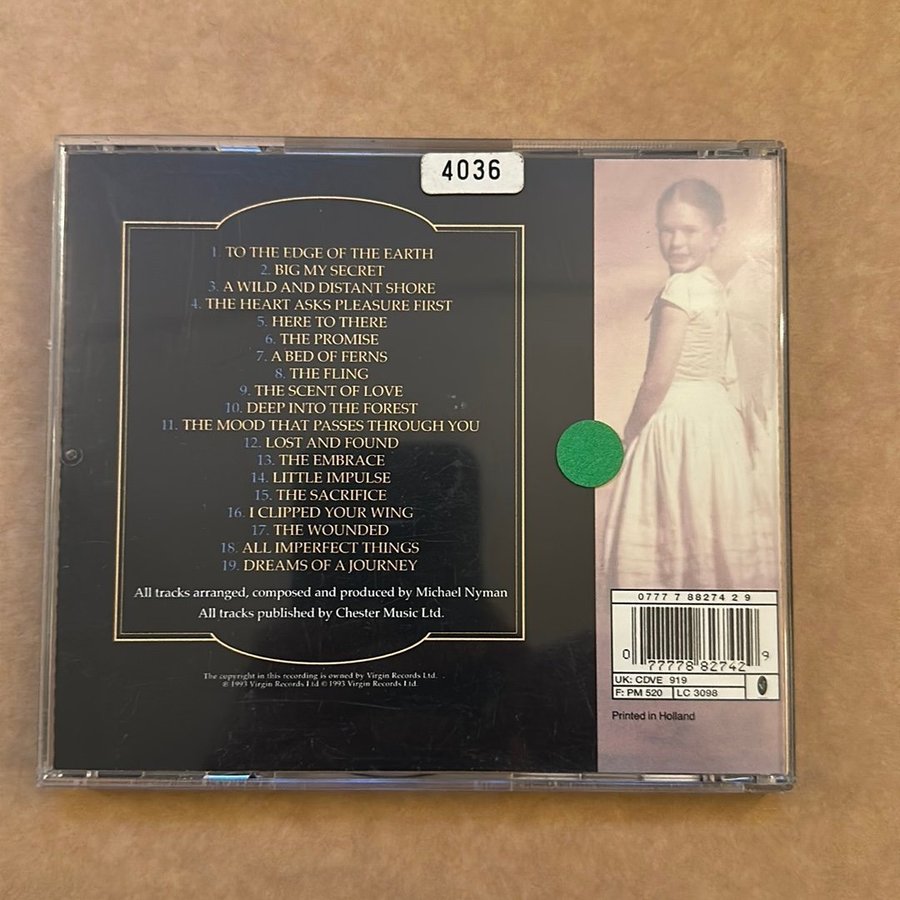 4036
1. TO THE EDGE OF THE EARTH
2. BIG MY SECRET
3. A WILD AND DISTANT SHORE
4. THE HEART ASKS PLEASURE FIRST
5. HERE TO THERE
6. THE PROMISE
7. A BED OF FERNS
8. THE FLING
9. THE SCENT OF LOVE
10. DEEP INTO THE FOREST
11. THE MOOD THAT PASSES THROUGH YOU
12. LOST AND FOUND
13. THE EMBRACE
14. LITTLE IMPULSE
15. THE SACRIFICE
16. I CLIPPED YOUR WING
17. THE WOUNDED
18. ALL IMPERFECT THINGS
19. DREAMS OF A JOURNEY
All tracks arranged, composed and produced by Michael Nyman
All tracks published by Chester Music Ltd.
The copyright in this recording is owned by Virgin Records Ltd.
℗ 1993 Virgin Records Ltd © 1993 Virgin Records Ltd.
0777 7 88274 2 9
0 77778 82742 9
UK: CDVE 919
F: PM 520 LC 3098
Printed in Holland